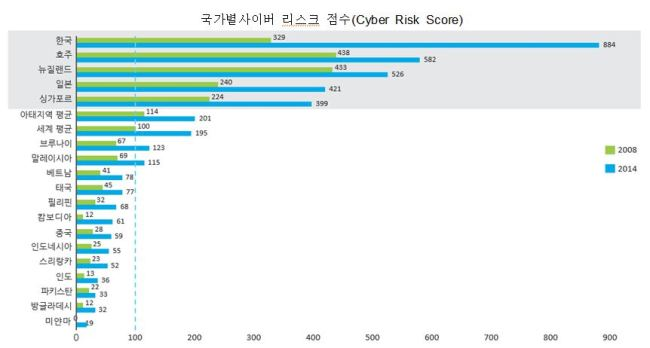 국가별사이버 리스크 점수(Cyber Risk Score)
한국 329 884
호주 438 582
뉴질랜드 433 526
일본 240 421
싱가포르 224 399
아태지역 평균 114 201
세계 평균 100 195
브루나이 67 123
말레이시아 69 115
베트남 41 78
태국 45 77
필리핀 32 68
캄보디아 12 61
중국 28 59
인도네시아 25 55
스리랑카 23 52
인도 13 36
파키스탄 22 33
방글라데시 12 32
미얀마 0 19
2008
2014
0 100 200 300 400 500 600 700 800 900